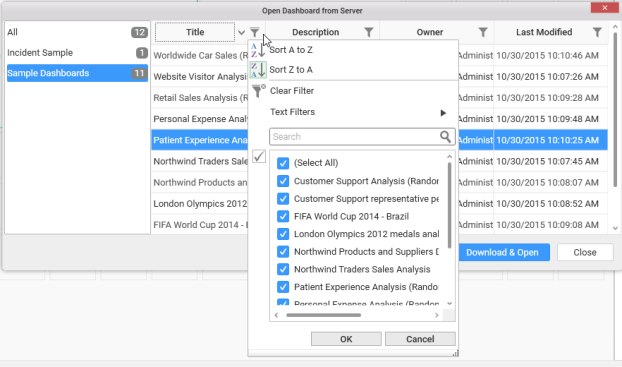 Open Dashboard from Server
All 12
Incident Sample 1
Sample Dashboards 11
Title Description Owner Last Modified
Worldwide Car Sales (R Administ 10/30/2015 10:10:46 AM
Website Visitor Analysi Administ 10/30/2015 10:07:26 AM
Retail Sales Analysis (R Administ 10/30/2015 10:09:28 AM
Personal Expense Anal Administ 10/30/2015 10:09:48 AM
Patient Experience Ana Administ 10/30/2015 10:10:25 AM
Northwind Traders Sale Administ 10/30/2015 10:07:45 AM
Northwind Products an Administ 10/30/2015 10:08:07 AM
London Olympics 2012 Administ 10/30/2015 10:08:52 AM
FIFA World Cup 2014 - Administ 10/30/2015 10:09:08 AM
Sort A to Z
Sort Z to A
Clear Filter
Text Filters
Search
(Select All)
Customer Support Analysis (Randor
Customer Support representative pe
FIFA World Cup 2014 - Brazil
London Olympics 2012 medals anal
Northwind Products and Suppliers
Northwind Traders Sales Analysis
Patient Experience Analysis (Randor
Personal Expense Analysis (Randor
OK Cancel
Download & Open Close